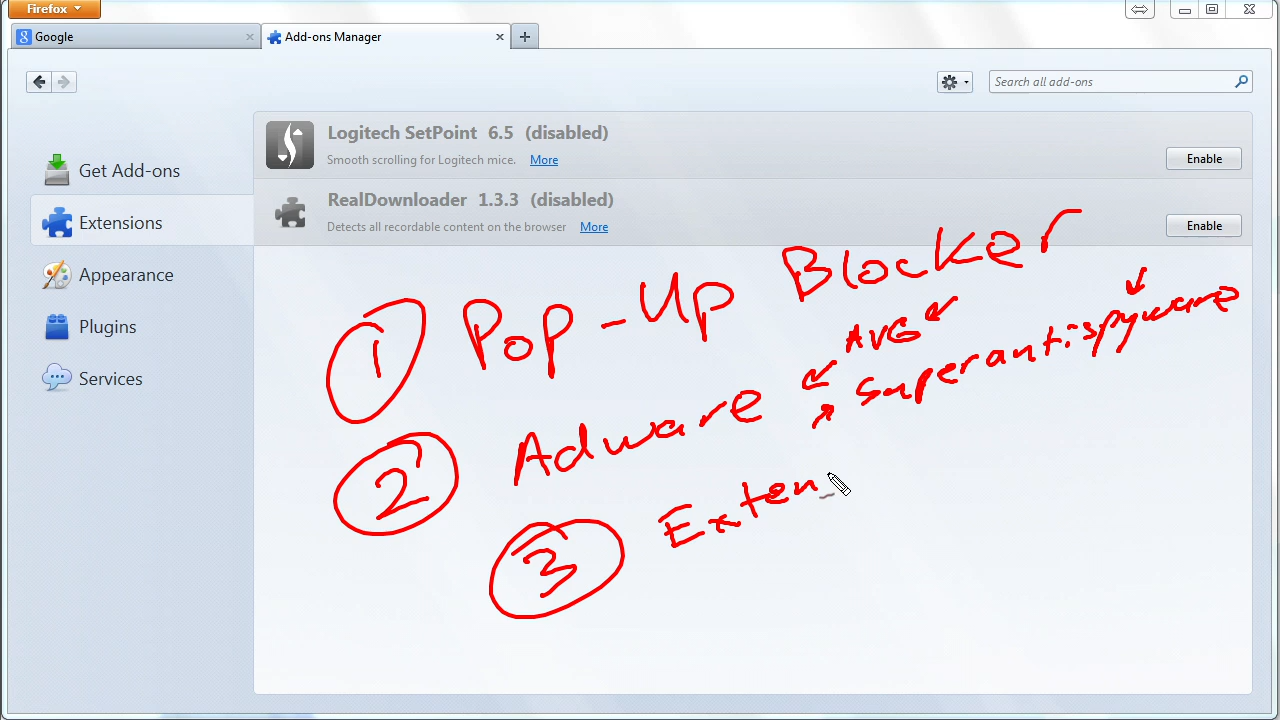 Firefox
Google
Add-ons Manager
Search all add-ons
Get Add-ons
Extensions
Appearance
Plugins
Services
Logitech SetPoint 6.5 (disabled)
Smooth scrolling for Logitech mice. More
Enable
RealDownloader 1.3.3 (disabled)
Detects all recordable content on the browser More
Enable
1 Pop-Up Blocker
AVG
2 Adware
Superantispyware
3 Exten